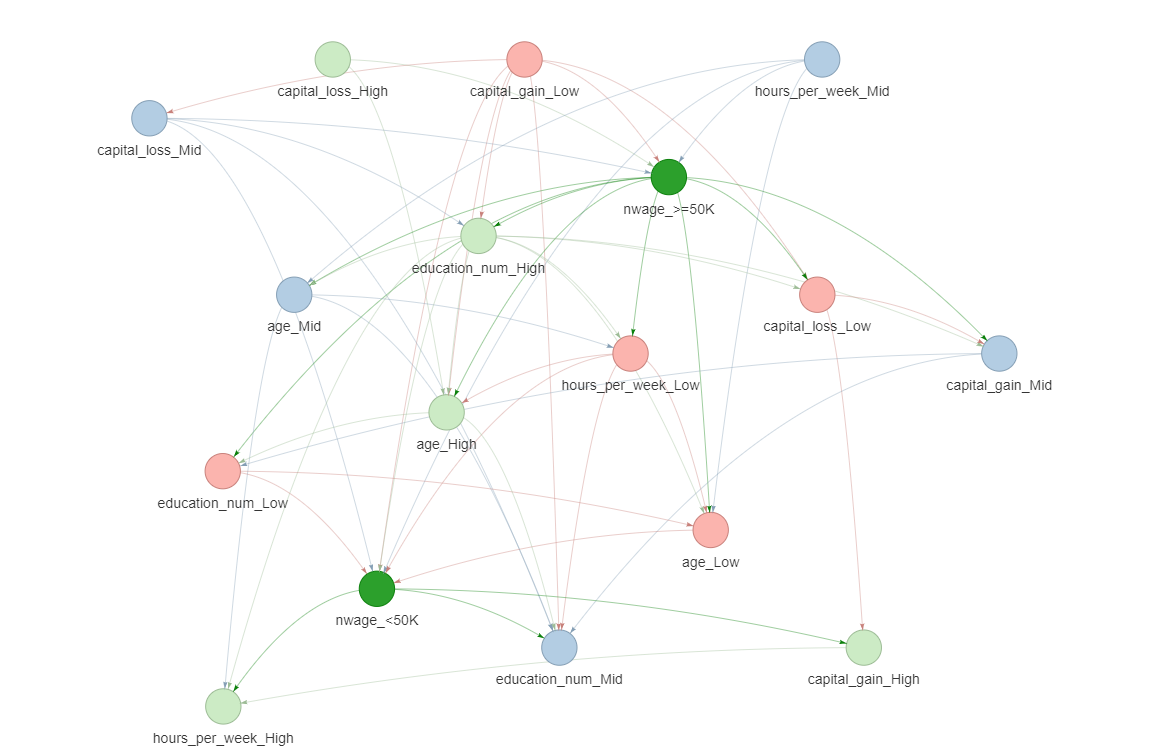 capital_loss_High
capital_gain_Low
hours_per_week_Mid
capital_loss_Mid
nwage_>=50K
education_num_High
age_Mid
capital_loss_Low
hours_per_week_Low
capital_gain_Mid
age_High
education_num_Low
age_Low
nwage_<50K
education_num_Mid
capital_gain_High
hours_per_week_High